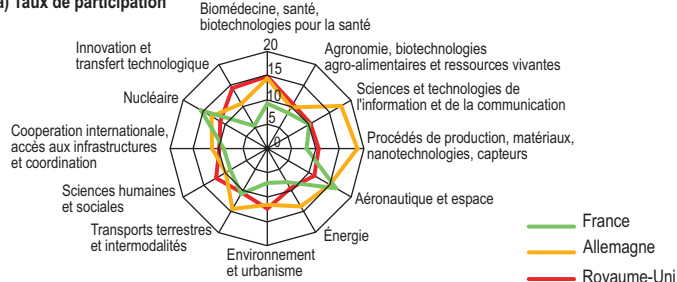 a) Taux de participation
Biomédecine, santé,
biotechnologies pour la santé
Innovation et
transfert technologique
20
15
10
5
0
Agronomie, biotechnologies
agro-alimentaires et ressources vivantes
Nucléaire
Sciences et technologies de
l'information et de la communication
Cooperation internationale,
accès aux infrastructures
et coordination
Procédés de production, matériaux,
nanotechnologies, capteurs
Sciences humaines
et sociales
Aéronautique et espace
Transports terrestres
et intermodalités
Énergie
Environnement
et urbanisme
France
Allemagne
Royaume-Uni